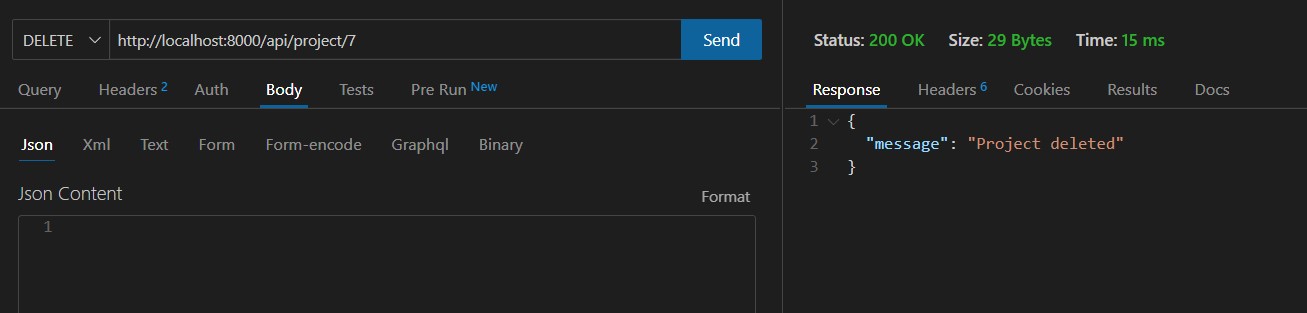 DELETE http://localhost:8000/api/project/7 Send
Query Headers 2 Auth Body Tests Pre Run New
Json Xml Text Form Form-encode Graphql Binary
Json Content Format
1
Status: 200 OK Size: 29 Bytes Time: 15 ms
Response Headers 6 Cookies Results Docs
1 {
2 "message": "Project deleted"
3 }